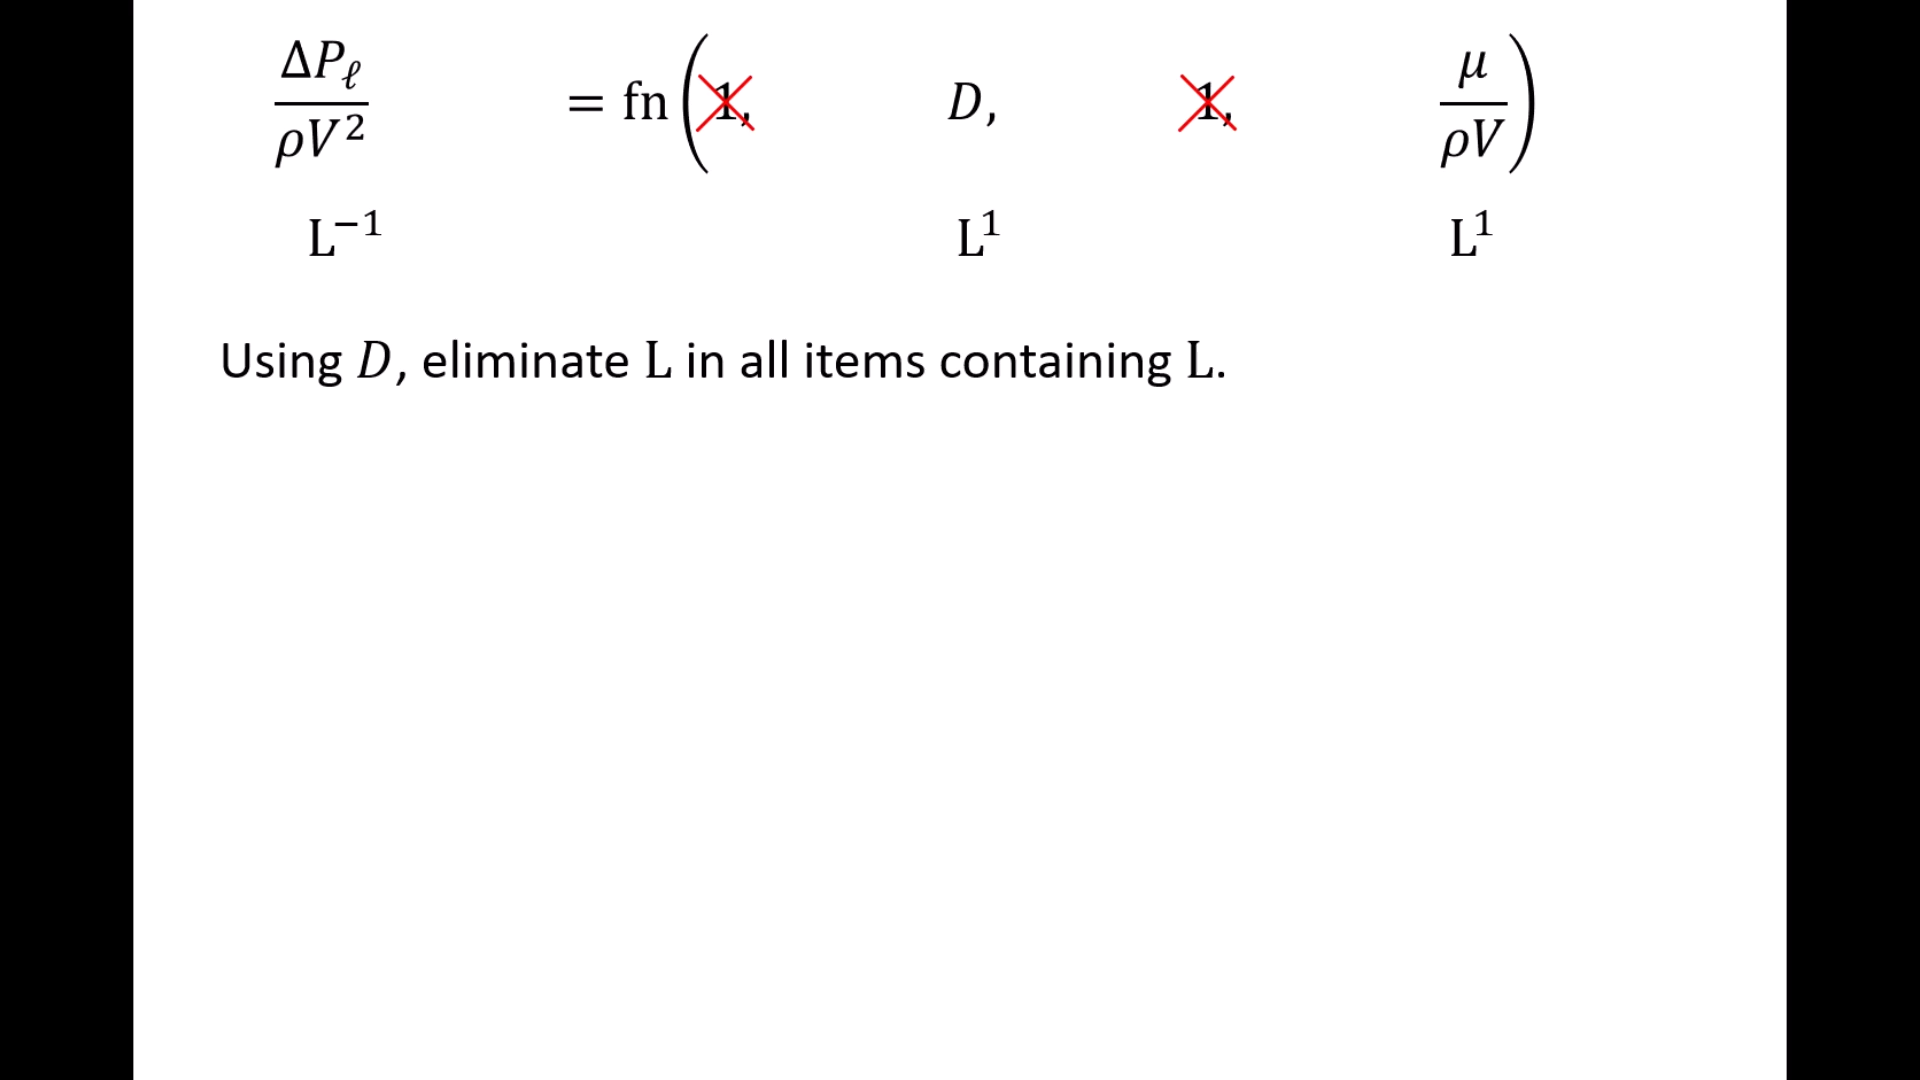 ΔP_ℓ / ρV² = fn(1, D, 1, μ / ρV)
L⁻¹ L¹ L¹
Using D, eliminate L in all items containing L.